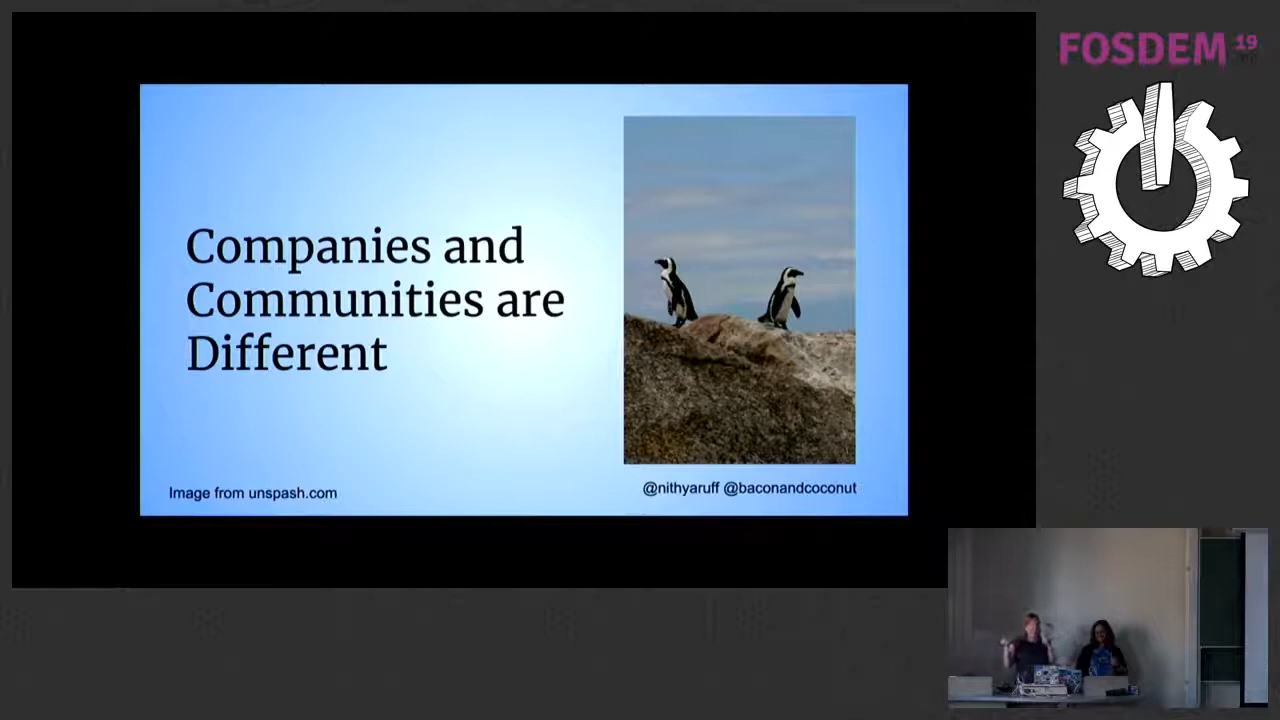 FOSDEM 19
Companies and
Communities are
Different
Image from unspash.com
@nithyaruff @baconandcoconut